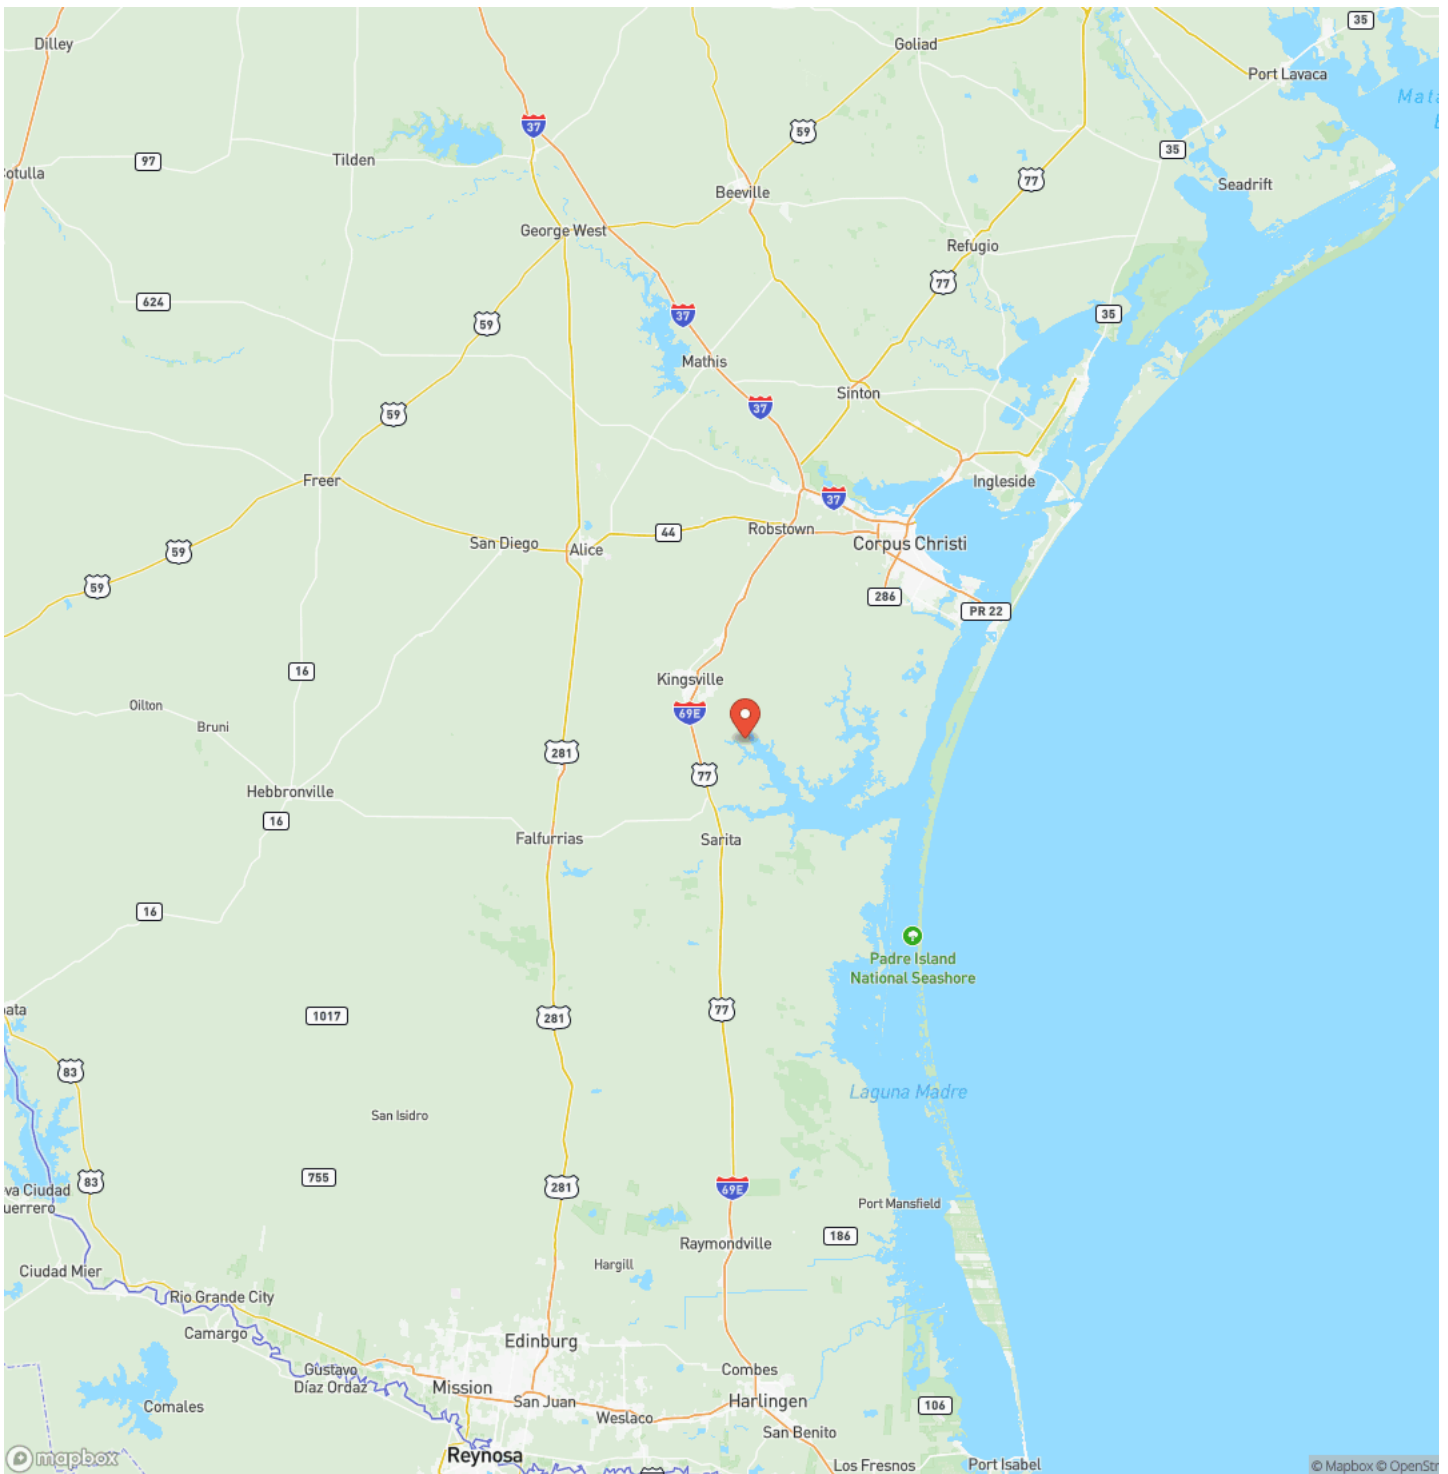 Dilley
Goliad
35
Port Lavaca
Mata
37
59
97
Tilden
35
otulla
77
Beeville
Seadrift
George West
Refugio
77
624
37
35
59
Mathis
Sinton
37
59
Freer
Ingleside
37
Robstown
44
San Diego
Alice
Corpus Christi
59
59
286
PR 22
16
Kingsville
Oilton
69E
Bruni
281
77
Hebbronville
16
Falfurrias
Sarita
16
Padre Island
National Seashore
ata
1017
281
77
83
Laguna Madre
San Isidro
755
83
281
69E
va Ciudad
uerrero
Port Mansfield
186
Raymondville
Hargill
Ciudad Mier
Rio Grande City
Camargo
Edinburg
Gustavo
Díaz Ordaz
Combes
Mission
San Juan
Harlingen
Comales
Weslaco
106
San Benito
Reynosa
mapbox
Los Fresnos
Port Isabel
© Mapbox © OpenStr